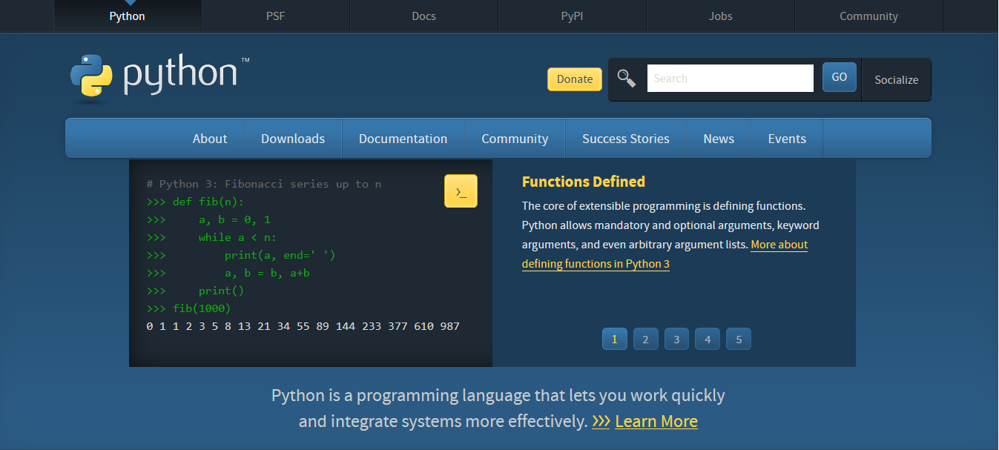 Python PSF Docs PyPI Jobs Community
python™
Donate Search GO Socialize
About Downloads Documentation Community Success Stories News Events
# Python 3: Fibonacci series up to n
>>> def fib(n):
>>>     a, b = 0, 1
>>>     while a < n:
>>>         print(a, end=' ')
>>>         a, b = b, a+b
>>>     print()
>>> fib(1000)
0 1 1 2 3 5 8 13 21 34 55 89 144 233 377 610 987
>_
Functions Defined
The core of extensible programming is defining functions.
Python allows mandatory and optional arguments, keyword
arguments, and even arbitrary argument lists. More about
defining functions in Python 3
1 2 3 4 5
Python is a programming language that lets you work quickly
and integrate systems more effectively. >>> Learn More